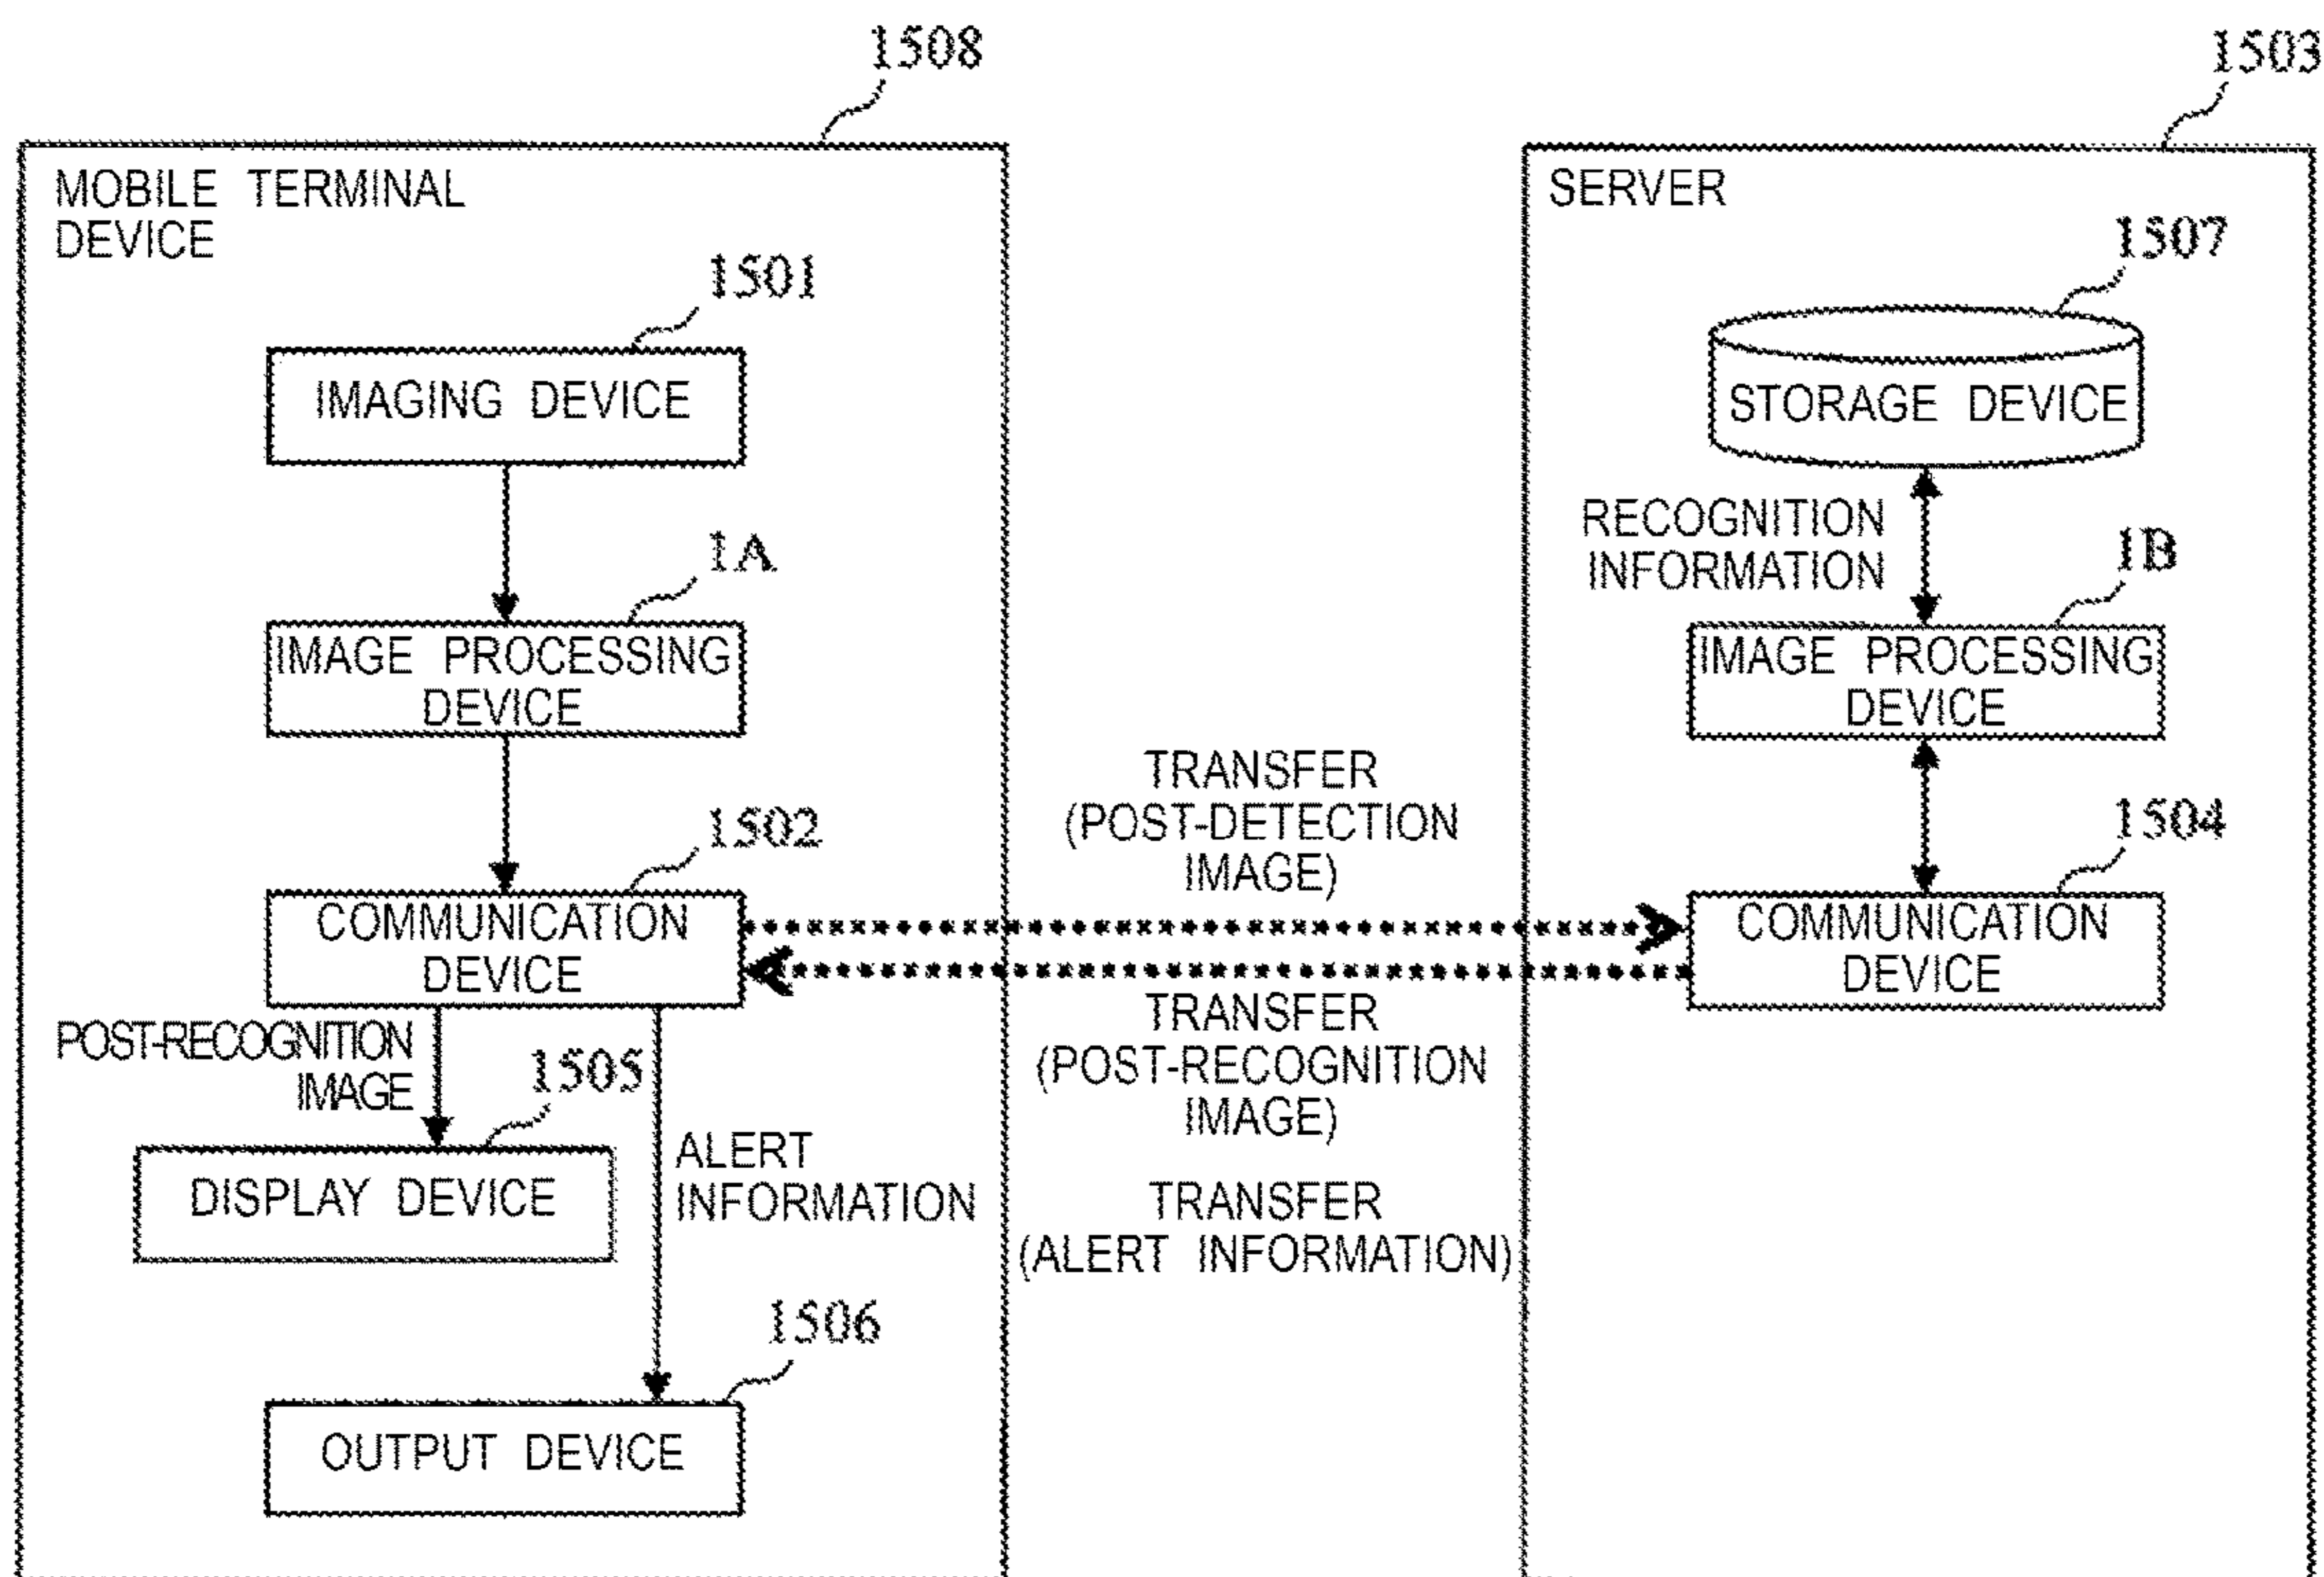 1508
1503
MOBILE TERMINAL
DEVICE
1501
IMAGING DEVICE
1A
IMAGE PROCESSING
DEVICE
1502
COMMUNICATION
DEVICE
POST-RECOGNITION
IMAGE
1505
DISPLAY DEVICE
ALERT
INFORMATION
1506
OUTPUT DEVICE
TRANSFER
(POST-DETECTION
IMAGE)
TRANSFER
(POST-RECOGNITION
IMAGE)
TRANSFER
(ALERT INFORMATION)
SERVER
1507
STORAGE DEVICE
RECOGNITION
INFORMATION
1B
IMAGE PROCESSING
DEVICE
1504
COMMUNICATION
DEVICE